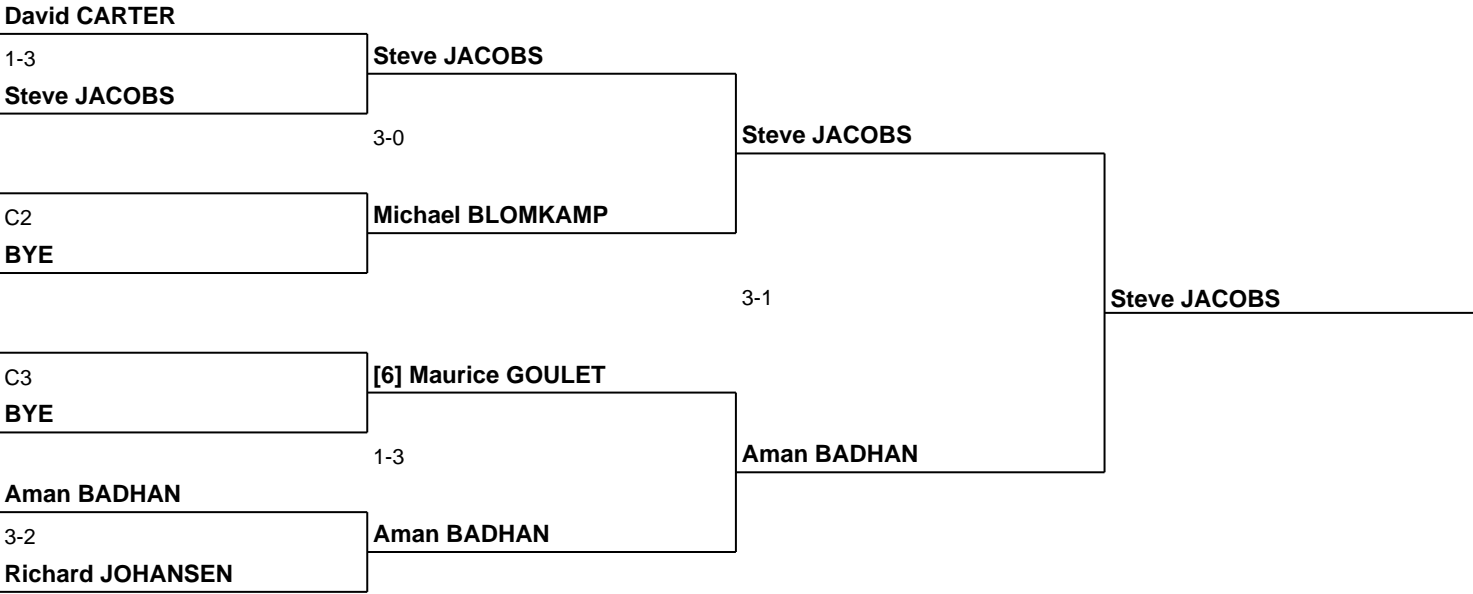 David CARTER
1-3
Steve JACOBS
Steve JACOBS
3-0
Steve JACOBS
C2
Michael BLOMKAMP
BYE
3-1
Steve JACOBS
C3
[6] Maurice GOULET
BYE
1-3
Aman BADHAN
Aman BADHAN
3-2
Aman BADHAN
Richard JOHANSEN